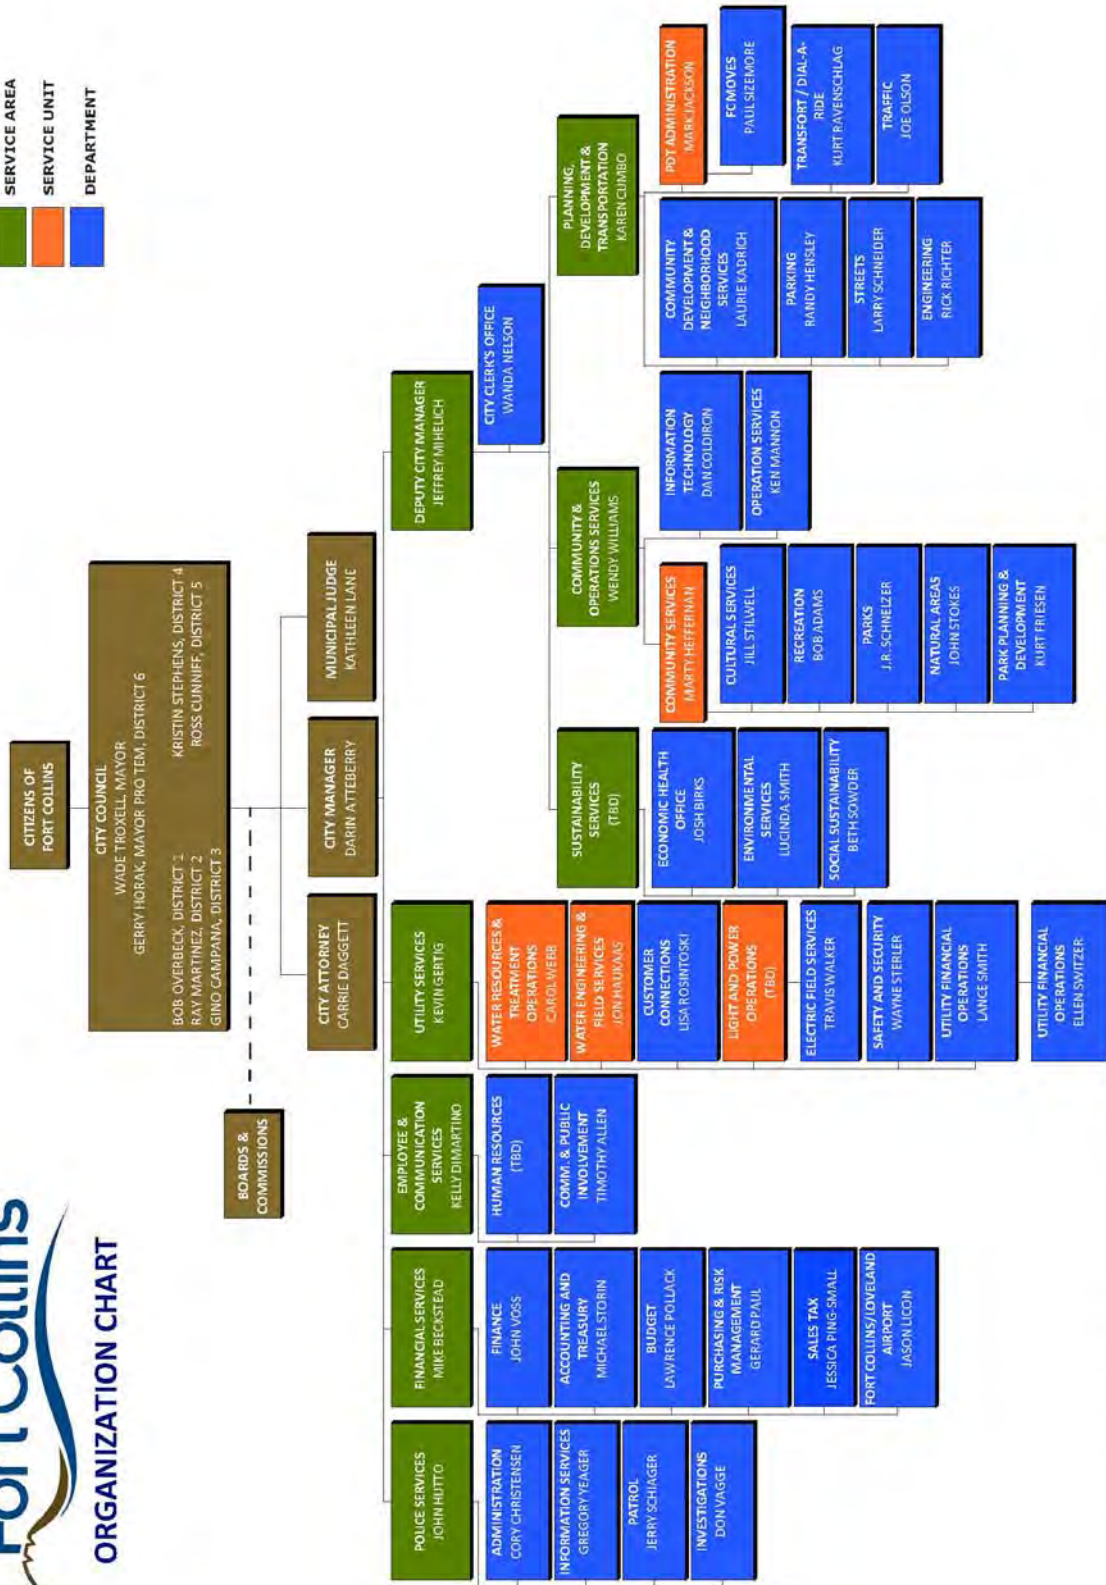 Fort Collins
ORGANIZATION CHART
SERVICE AREA
SERVICE UNIT
DEPARTMENT
CITIZENS OF
FORT COLLINS
CITY COUNCIL
WADE TROXELL, MAYOR
GERRY HORAK, MAYOR PRO TEM, DISTRICT 6
BOB OVERBECK, DISTRICT 1
KRISTIN STEPHENS, DISTRICT 4
RAY MARTINEZ, DISTRICT 2
ROSS CUNNIFF, DISTRICT 5
GINO CAMPANA, DISTRICT 3
BOARDS &
COMMISSIONS
CITY ATTORNEY
CARRIE DAGGETT
CITY MANAGER
DARIN ATTEBERRY
MUNICIPAL JUDGE
KATHLEEN LANE
POLICE SERVICES
JOHN HUTTO
ADMINISTRATION
CORY CHRISTENSEN
INFORMATION SERVICES
GREGORY YEAGER
PATROL
JERRY SCHIAGER
INVESTIGATIONS
DON VAGGE
FINANCIAL SERVICES
MIKE BECKSTEAD
FINANCE
JOHN VOSS
ACCOUNTING AND
TREASURY
MICHAEL STORIN
BUDGET
LAWRENCE POLLACK
PURCHASING & RISK
MANAGEMENT
GERARD PAUL
SALES TAX
JESSICA PING-SMALL
FORT COLLINS/LOVELAND
AIRPORT
JASON LICON
EMPLOYEE &
COMMUNICATION
SERVICES
KELLY DIMARTINO
HUMAN RESOURCES
(TBD)
COMM. & PUBLIC
INVOLVEMENT
TIMOTHY ALLEN
UTILITY SERVICES
KEVIN GERTIG
WATER RESOURCES &
TREATMENT
OPERATIONS
CAROL WEBB
WATER ENGINEERING &
FIELD SERVICES
JON HAUKAAS
CUSTOMER
CONNECTIONS
LISA ROSINTOSKI
LIGHT AND POWER
OPERATIONS
(TBD)
ELECTRIC FIELD SERVICES
TRAVIS WALKER
SAFETY AND SECURITY
WAYNE STERLER
UTILITY FINANCIAL
OPERATIONS
LANCE SMITH
UTILITY FINANCIAL
OPERATIONS
ELLEN SWITZER
DEPUTY CITY MANAGER
JEFFREY MIHELICH
CITY CLERK'S OFFICE
WANDA NELSON
SUSTAINABILITY
SERVICES
(TBD)
ECONOMIC HEALTH
OFFICE
JOSH BIRKS
ENVIRONMENTAL
SERVICES
LUCINDA SMITH
SOCIAL SUSTAINABILITY
BETH SOWDER
COMMUNITY &
OPERATIONS SERVICES
WENDY WILLIAMS
COMMUNITY SERVICES
MARTY HEFFERNAN
CULTURAL SERVICES
JILL STILWELL
RECREATION
BOB ADAMS
PARKS
J.R. SCHNELZER
NATURAL AREAS
JOHN STOKES
PARK PLANNING &
DEVELOPMENT
KURT FRIESEN
INFORMATION
TECHNOLOGY
DAN COLDIRON
OPERATION SERVICES
KEN MANNON
PLANNING,
DEVELOPMENT &
TRANSPORTATION
KAREN CUMBO
COMMUNITY
DEVELOPMENT &
NEIGHBORHOOD
SERVICES
LAURIE KADRICH
PARKING
RANDY HENSLEY
STREETS
LARRY SCHNEIDER
ENGINEERING
RICK RICHTER
PDT ADMINISTRATION
MARK JACKSON
FC MOVES
PAUL SIZEMORE
TRANSFORT / DIAL-A-
RIDE
KURT RAVENSCHLAG
TRAFFIC
JOE OLSON